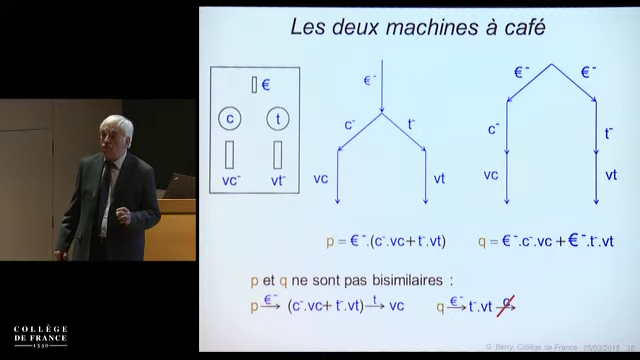 Les deux machines à café
€
c t
vc⁻ vt⁻
€⁻
c⁻ t⁻
vc vt
€⁻ €⁻
c⁻ t⁻
vc vt
p = €⁻.(c⁻.vc+ t⁻.vt)
q = €⁻.c⁻.vc + €⁻.t⁻.vt
p et q ne sont pas bisimilaires :
p €⁻→ (c⁻.vc+ t⁻.vt) t→ vc
q €⁻→ t⁻.vt c→
COLLÈGE
DE FRANCE
1530
G. Berry, Collège de France
25/03/2018